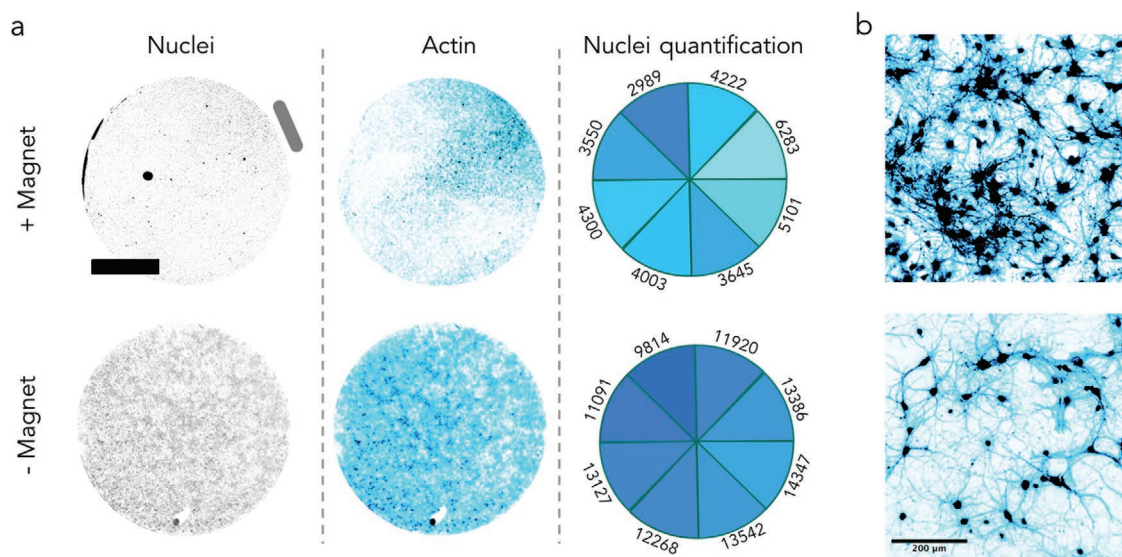 a
b
Nuclei
Actin
Nuclei quantification
+ Magnet
2989
4222
6283
5101
3645
4003
4300
3550
- Magnet
9814
11920
13386
14347
13542
12268
13127
11091
200 µm